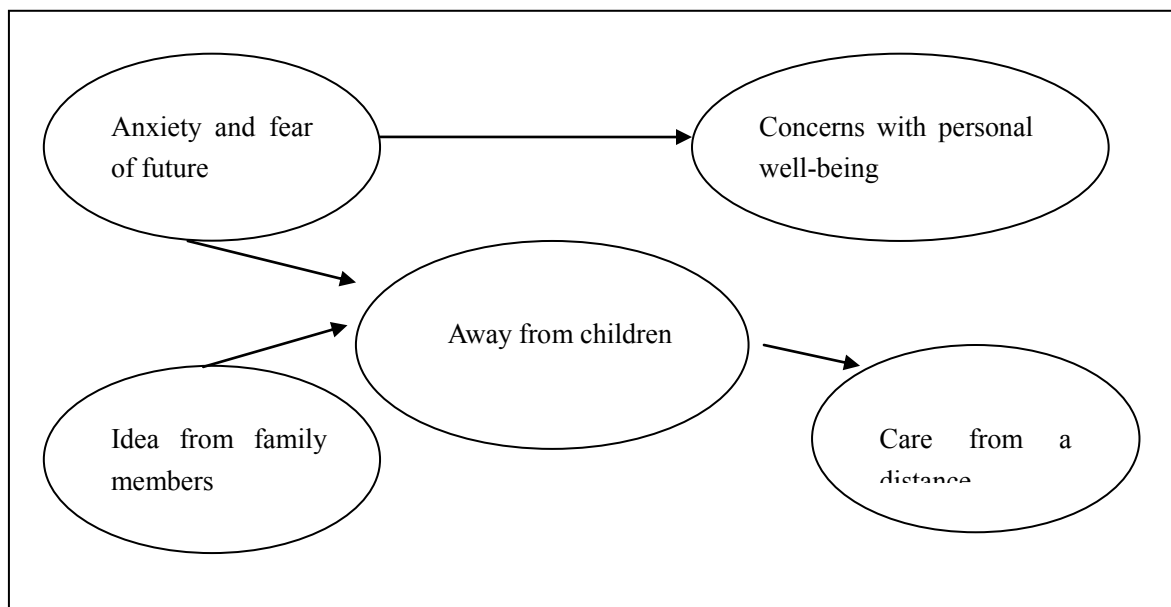 Anxiety and fear
of future
Concerns with personal
well-being
Away from children
Idea from family
members
Care from a
distance